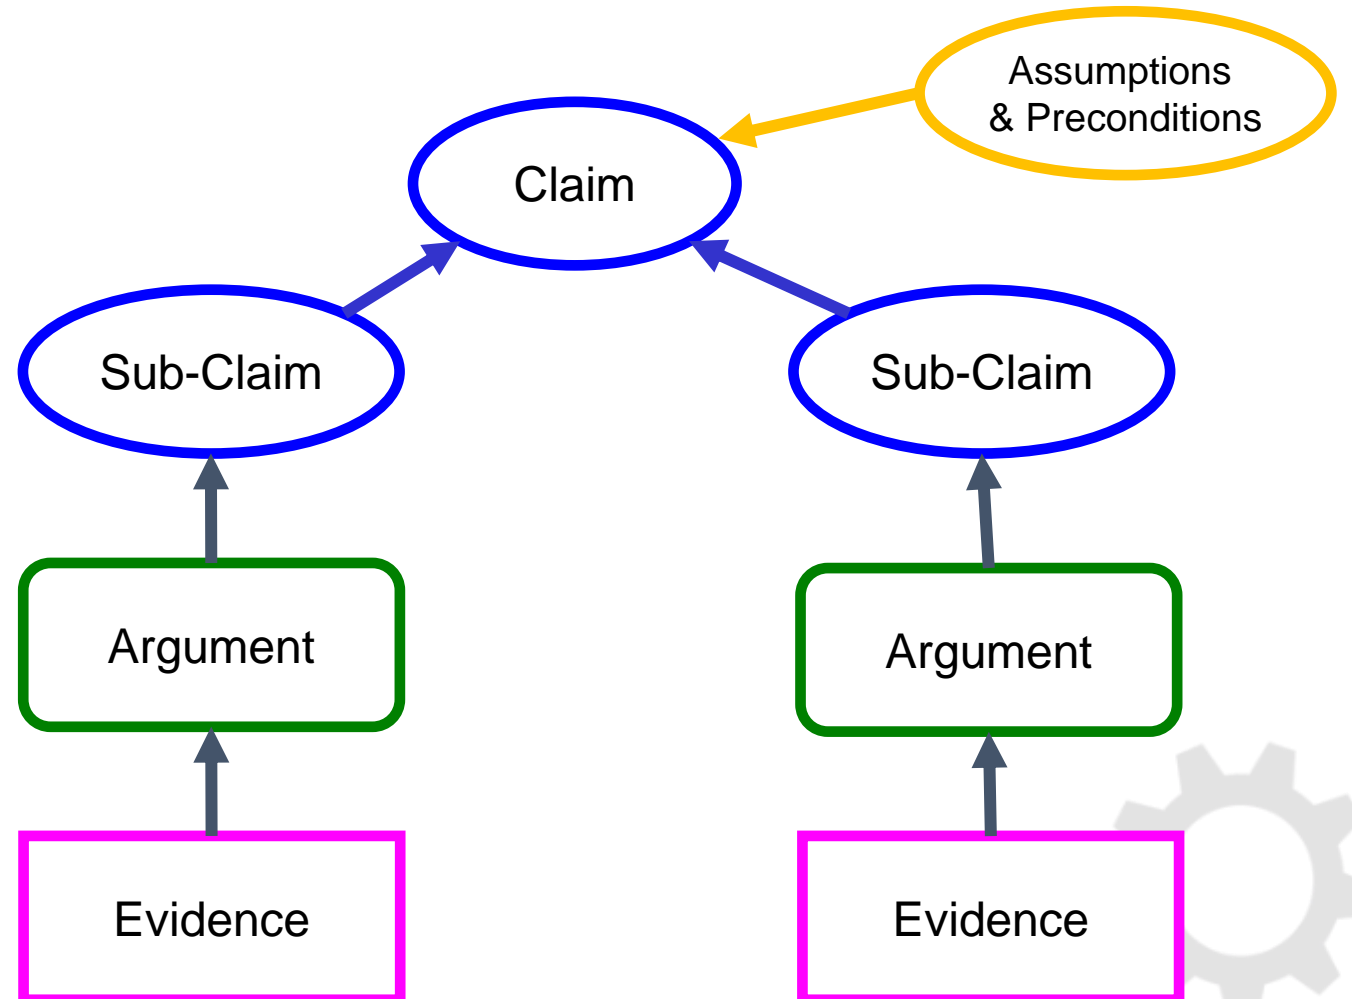 Assumptions
& Preconditions
Claim
Sub-Claim
Sub-Claim
Argument
Argument
Evidence
Evidence